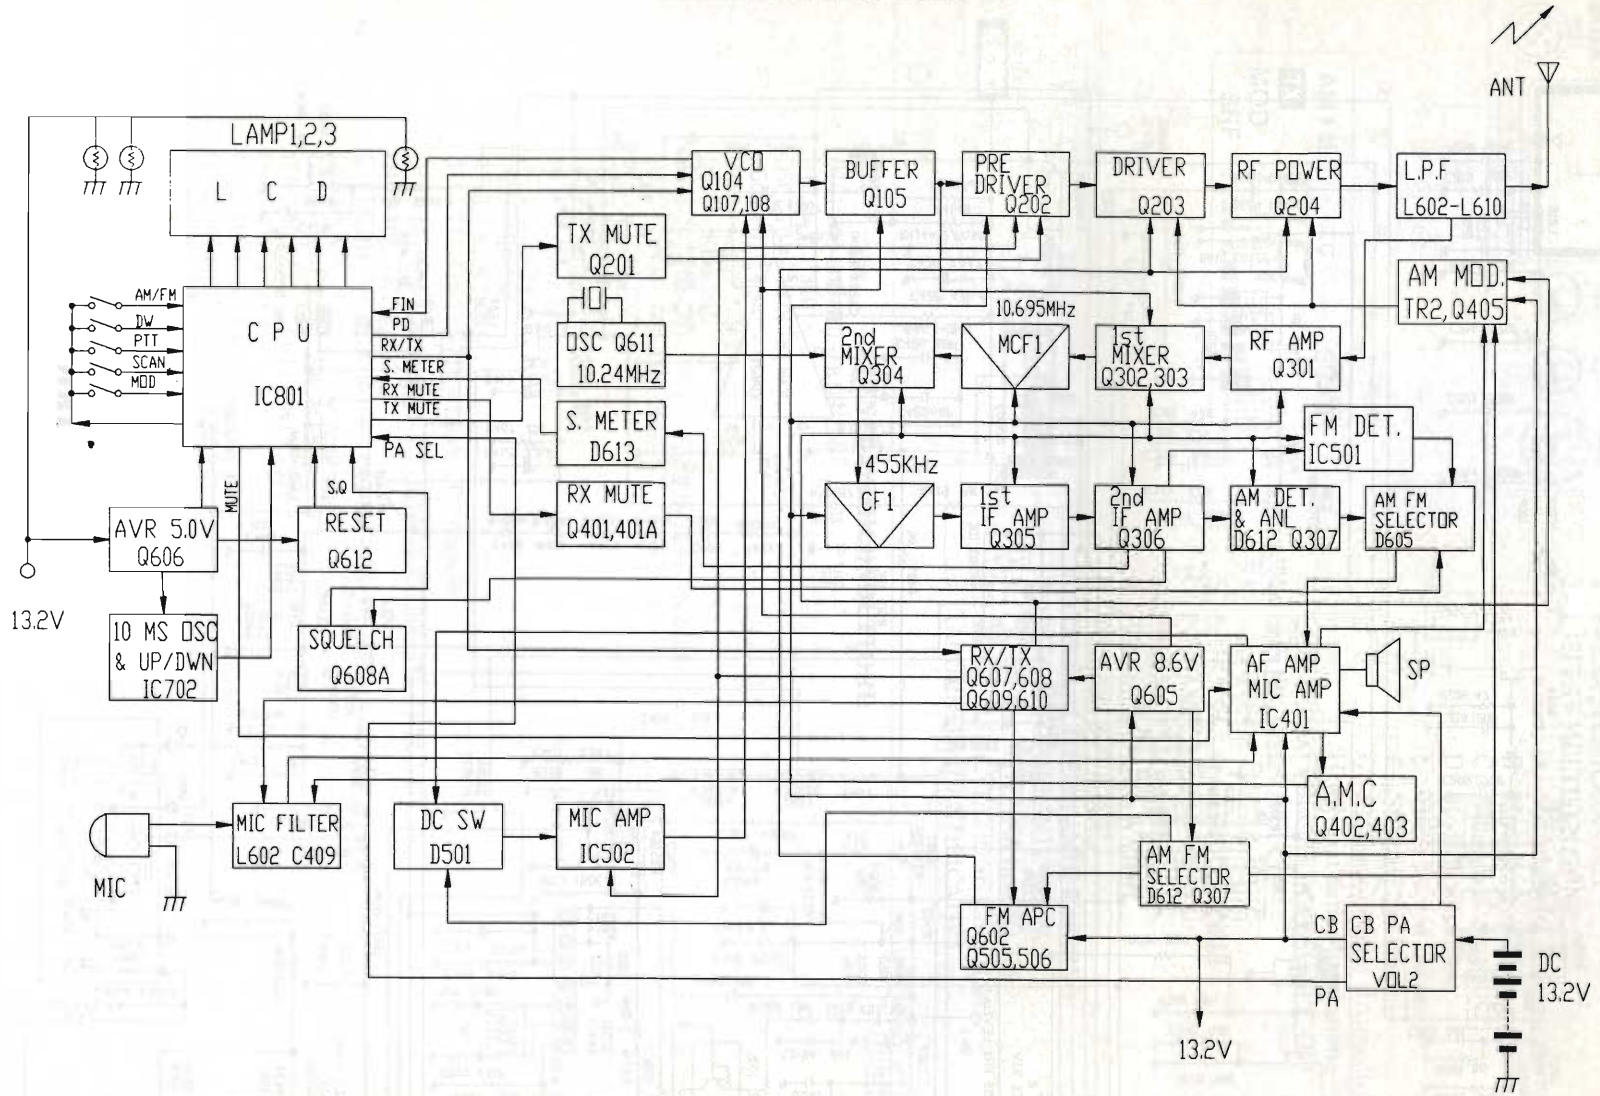 ANT
LAMP1,2,3
L C D
VCO
Q104
Q107,108
BUFFER
Q105
PRE
DRIVER
Q202
DRIVER
Q203
RF POWER
Q204
L.P.F
L602-L610
TX MUTE
Q201
AM MOD.
TR2, Q405
AM/FM
DW
PTT
SCAN
MOD
CPU
IC801
FIN
PD
RX/TX
S. METER
RX MUTE
TX MUTE
PA SEL
OSC Q611
10.24MHz
2nd
MIXER
Q304
10.695MHz
MCF1
1st
MIXER
Q302,303
RF AMP
Q301
S. METER
D613
FM DET.
IC501
455KHz
CF1
1st
IF AMP
Q305
2nd
IF AMP
Q306
AM DET.
& ANL
D612 Q307
AM FM
SELECTOR
D605
RX MUTE
Q401,401A
MUTE
S.Q
AVR 5.0V
Q606
RESET
Q612
13.2V
10 MS OSC
& UP/DWN
IC702
SQUELCH
Q608A
RX/TX
Q607,608
Q609,610
AVR 8.6V
Q605
AF AMP
MIC AMP
IC401
SP
MIC
MIC FILTER
L602 C409
DC SW
D501
MIC AMP
IC502
A.M.C
Q402,403
AM FM
SELECTOR
D612 Q307
FM APC
Q602
Q505,506
CB
PA
CB PA
SELECTOR
VOL2
DC
13.2V
13.2V